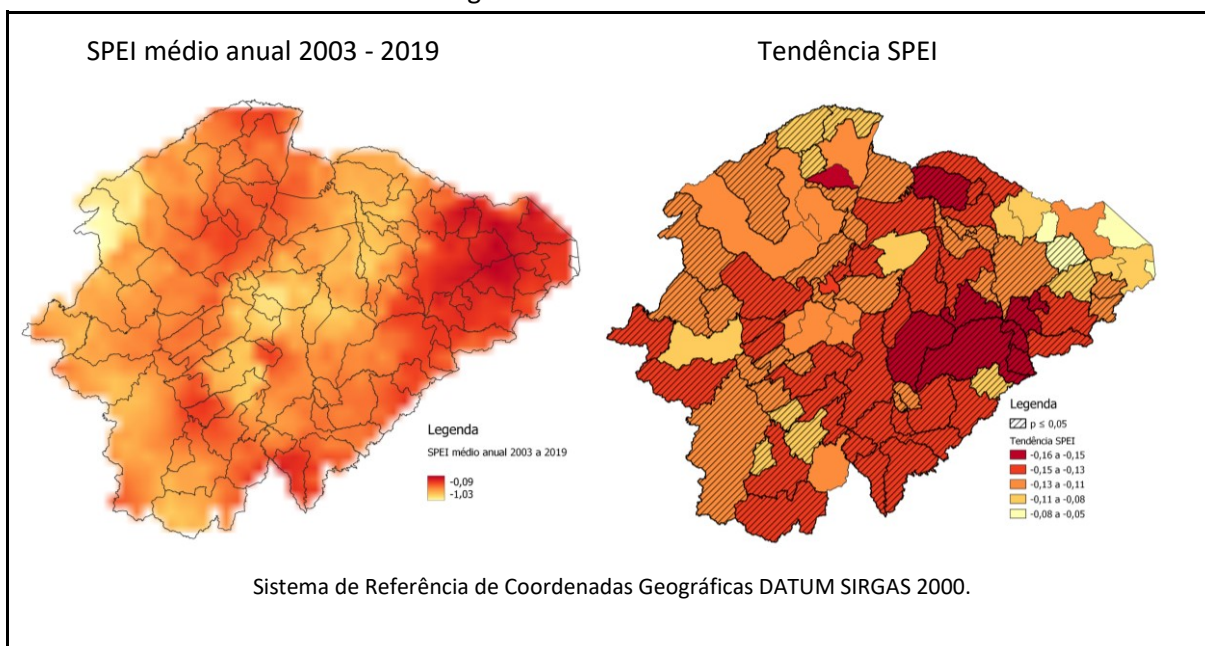 SPEI médio anual 2003 - 2019
Tendência SPEI
Legenda
SPEI médio anual 2003 a 2019
-0,09
-1,03
Legenda
p ≤ 0,05
Tendência SPEI
-0,16 a -0,15
-0,15 a -0,13
-0,13 a -0,11
-0,11 a -0,08
-0,08 a -0,05
Sistema de Referência de Coordenadas Geográficas DATUM SIRGAS 2000.